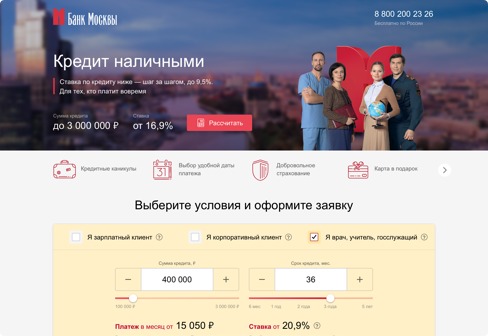 Банк Москвы
8 800 200 23 26
Бесплатно по России
Кредит наличными
Ставка по кредиту ниже — шаг за шагом, до 9,5%.
Для тех, кто платит вовремя
Сумма кредита
до 3 000 000 ₽
Ставка
от 16,9%
Рассчитать
Кредитные каникулы
Выбор удобной даты
платежа
Добровольное
страхование
Карта в подарок
Выберите условия и оформите заявку
Я зарплатный клиент ?
Я корпоративный клиент ?
Я врач, учитель, госслужащий ?
Сумма кредита, ₽
− 400 000 +
100 000 ₽
3 000 000 ₽
Срок кредита, мес.
− 36 +
6 мес
1 год
2 года
3 года
5 лет
Платеж в месяц от 15 050 ₽
Ставка от 20,9% ?